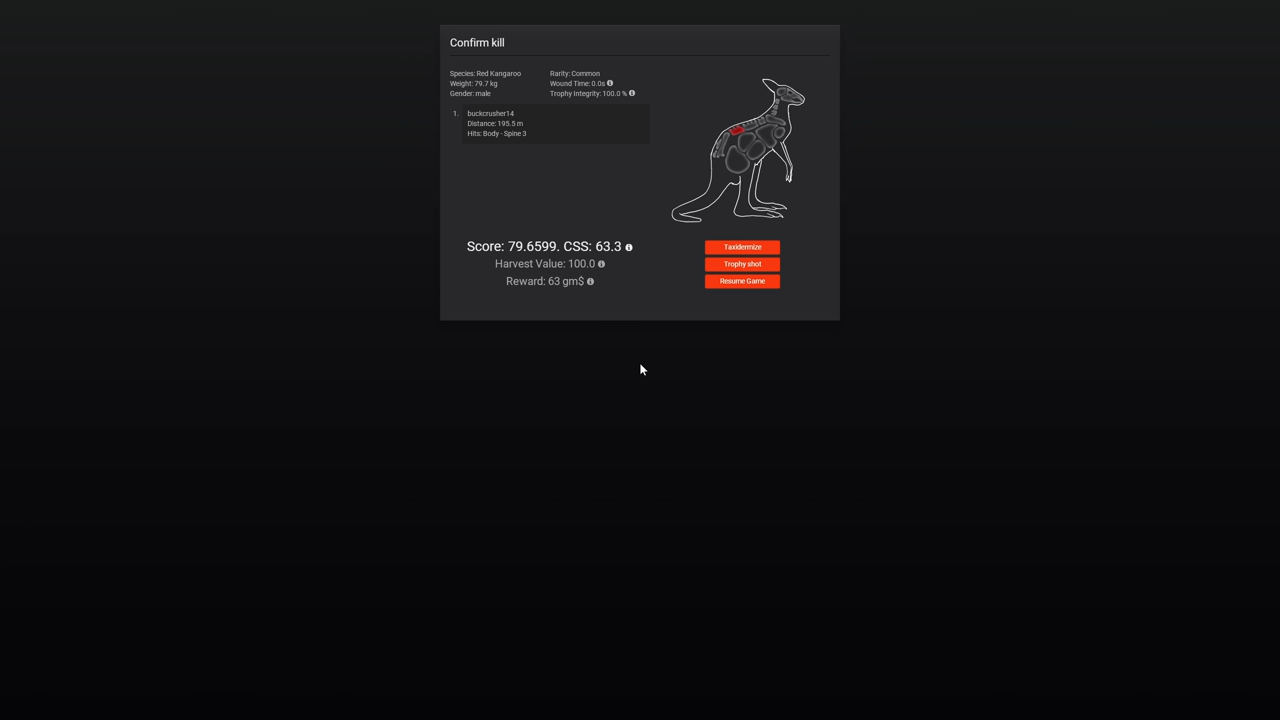 Confirm kill
Species: Red Kangaroo
Weight: 79.7 kg
Gender: male
Rarity: Common
Wound Time: 0.0s
Trophy Integrity: 100.0 %
1.
buckcrusher14
Distance: 195.5 m
Hits: Body - Spine 3
Score: 79.6599. CSS: 63.3
Harvest Value: 100.0
Reward: 63 gm$
Taxidermize
Trophy shot
Resume Game